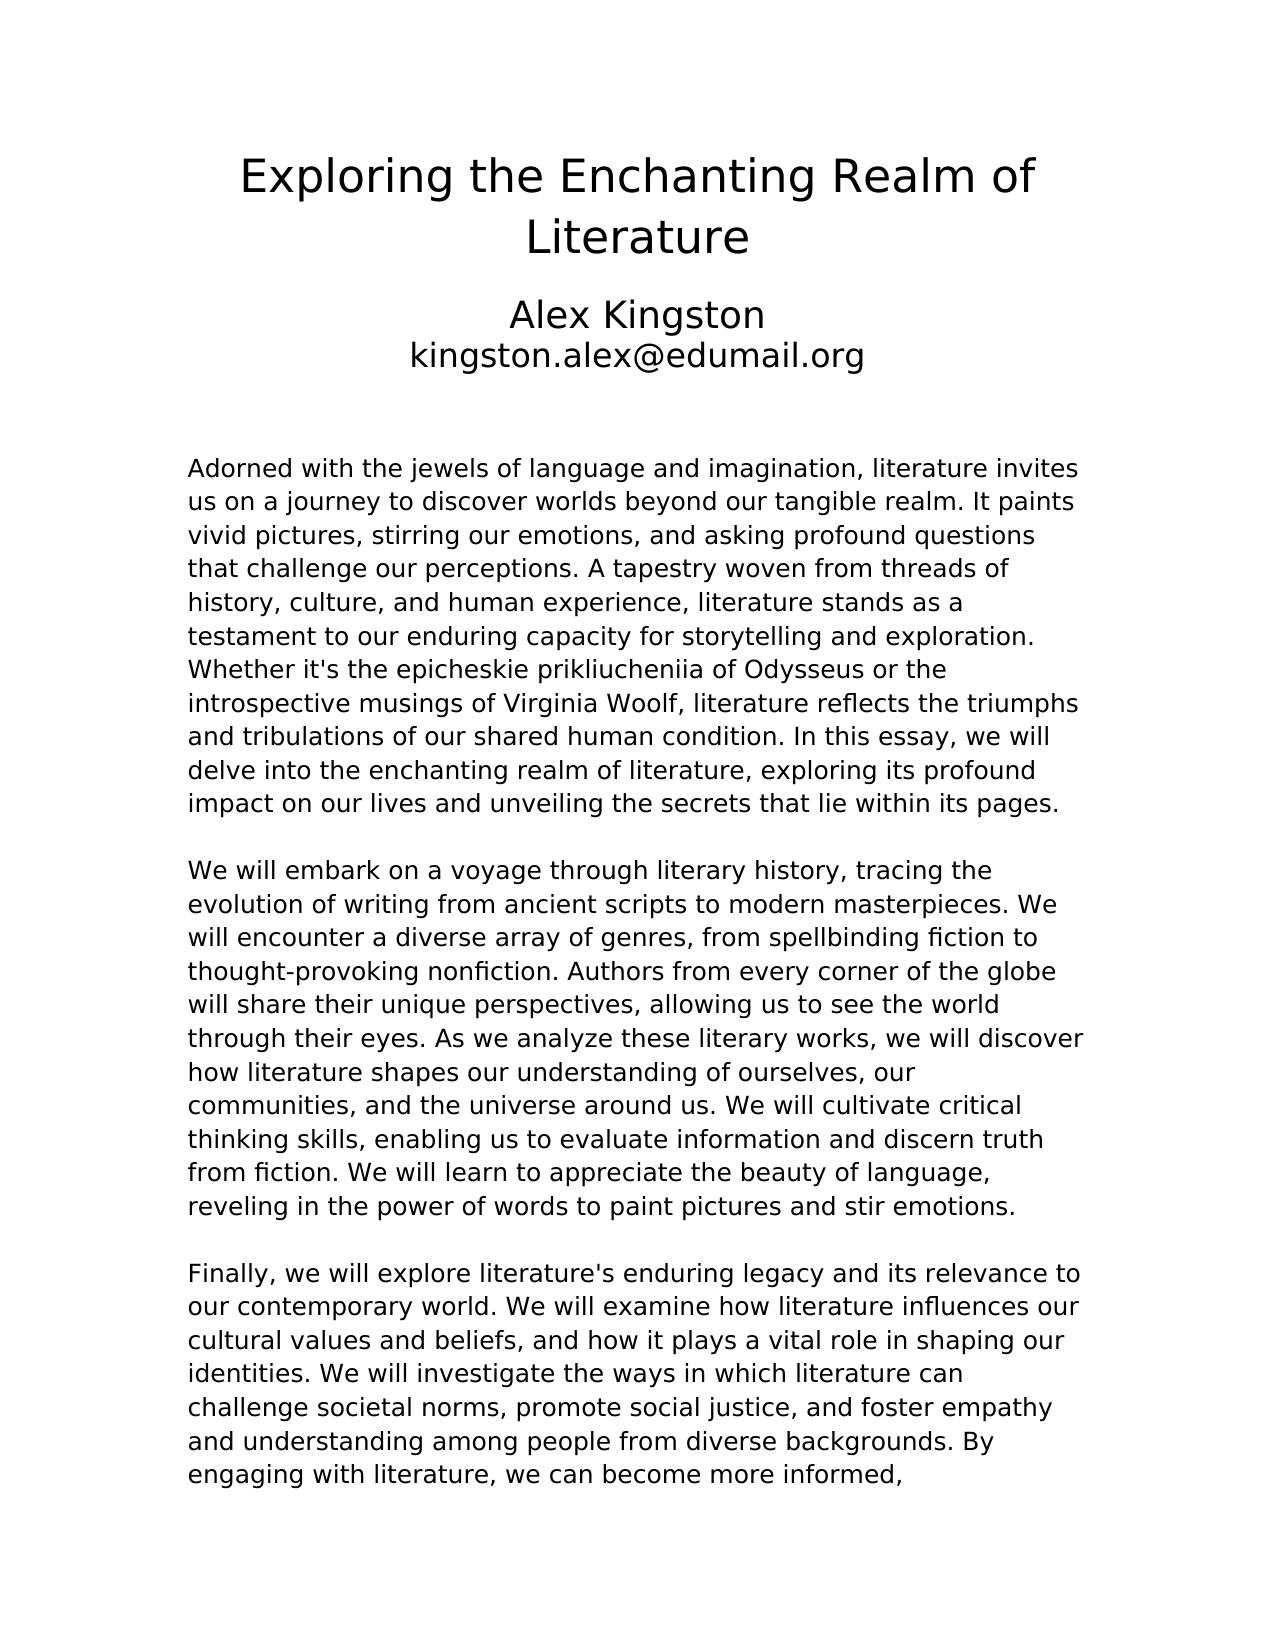 Exploring the Enchanting Realm of
Literature
Alex Kingston
kingston.alex@edumail.org
Adorned with the jewels of language and imagination, literature invites
us on a journey to discover worlds beyond our tangible realm. It paints
vivid pictures, stirring our emotions, and asking profound questions
that challenge our perceptions. A tapestry woven from threads of
history, culture, and human experience, literature stands as a
testament to our enduring capacity for storytelling and exploration.
Whether it's the epicheskie prikliucheniia of Odysseus or the
introspective musings of Virginia Woolf, literature reflects the triumphs
and tribulations of our shared human condition. In this essay, we will
delve into the enchanting realm of literature, exploring its profound
impact on our lives and unveiling the secrets that lie within its pages.
We will embark on a voyage through literary history, tracing the
evolution of writing from ancient scripts to modern masterpieces. We
will encounter a diverse array of genres, from spellbinding fiction to
thought-provoking nonfiction. Authors from every corner of the globe
will share their unique perspectives, allowing us to see the world
through their eyes. As we analyze these literary works, we will discover
how literature shapes our understanding of ourselves, our
communities, and the universe around us. We will cultivate critical
thinking skills, enabling us to evaluate information and discern truth
from fiction. We will learn to appreciate the beauty of language,
reveling in the power of words to paint pictures and stir emotions.
Finally, we will explore literature's enduring legacy and its relevance to
our contemporary world. We will examine how literature influences our
cultural values and beliefs, and how it plays a vital role in shaping our
identities. We will investigate the ways in which literature can
challenge societal norms, promote social justice, and foster empathy
and understanding among people from diverse backgrounds. By
engaging with literature, we can become more informed,